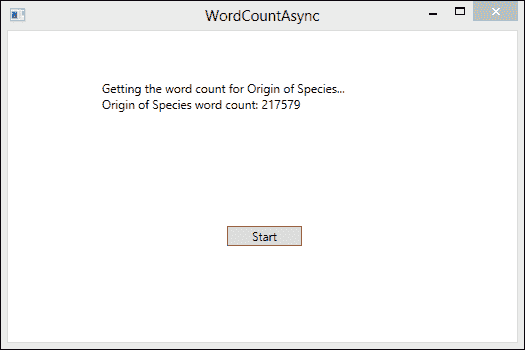 WordCountAsync
Getting the word count for Origin of Species...
Origin of Species word count: 217579
Start